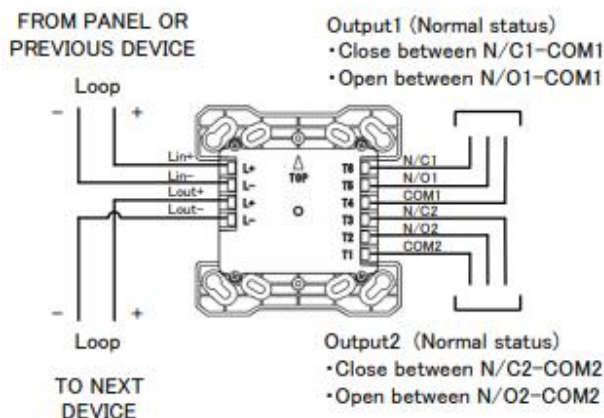 FROM PANEL OR
PREVIOUS DEVICE
Loop
- +
Output1 (Normal status)
・Close between N/C1-COM1
・Open between N/O1-COM1
Lin+
Lin-
Lout+
Lout-
L+
L-
L+
L-
TOP
T6
T5
T4
T3
T2
T1
N/C1
N/O1
COM1
N/C2
N/O2
COM2
- +
Loop
TO NEXT
DEVICE
Output2 (Normal status)
・Close between N/C2-COM2
・Open between N/O2-COM2